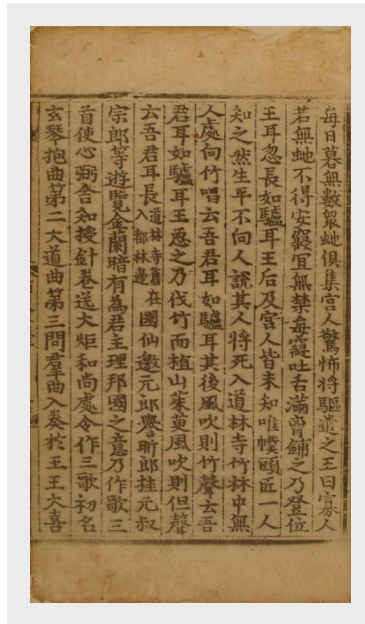 每日暮無數衆虵俱集宮人驚怖將驅遣之王曰寡人
若無虵不得安寢宜無禁每寢吐舌滿胷鋪之乃登位
王耳忽長如驢耳王后及宮人皆未知唯幞頭匠一人
知之然生平不向人說其人將死入道林寺竹林中無
人處向竹唱云吾君耳如驢耳其後風吹則竹聲云吾
君耳如驢耳王惡之乃伐竹而植山茱萸風吹則但聲
云吾君耳長道林寺舊在入都林邊國仙邀元郎譽昕郎桂元叔
宗郎等遊覽金蘭暗有為君主理邦國之意乃作歌三
首使心弼舍知授針卷送大炬和尚處令作三歌初名
玄琴抱曲第二大道曲第三問羣曲入奏於王王大喜